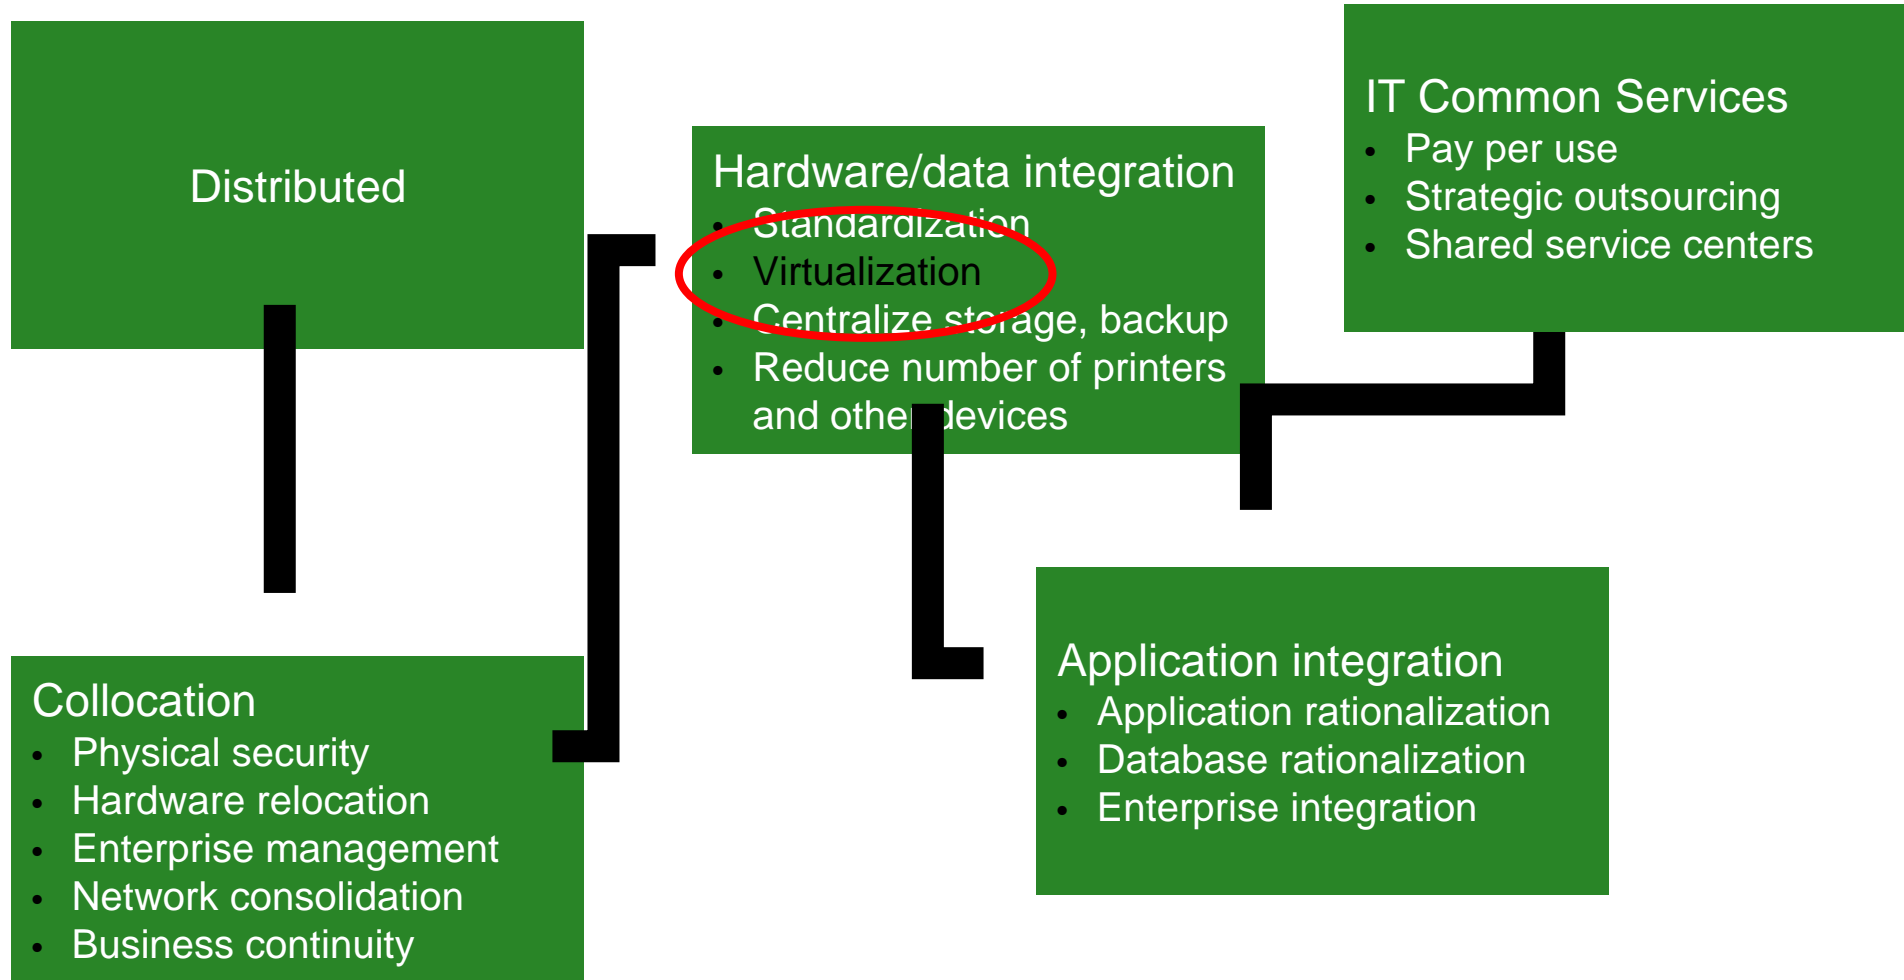 Distributed
Collocation
• Physical security
• Hardware relocation
• Enterprise management
• Network consolidation
• Business continuity
Hardware/data integration
• Standardization
• Virtualization
• Centralize storage, backup
• Reduce number of printers
and other devices
Application integration
• Application rationalization
• Database rationalization
• Enterprise integration
IT Common Services
• Pay per use
• Strategic outsourcing
• Shared service centers